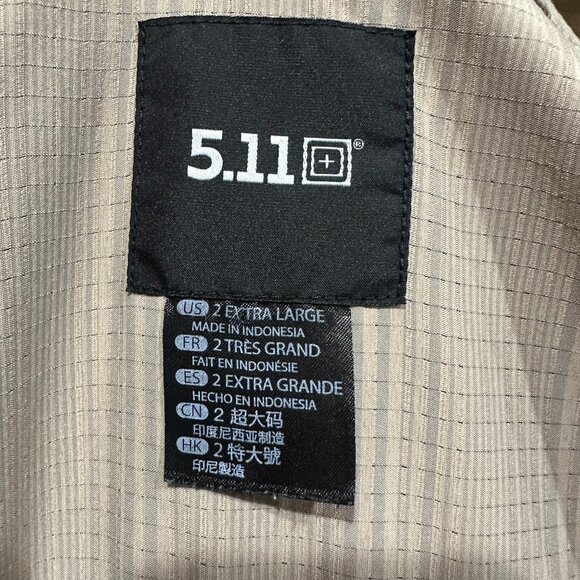 5.11®
US 2 EXTRA LARGE
MADE IN INDONESIA
FR 2 TRÈS GRAND
FAIT EN INDONÉSIE
ES 2 EXTRA GRANDE
HECHO EN INDONESIA
CN 2 超大码
印度尼西亚制造
HK 2 特大號
印尼製造